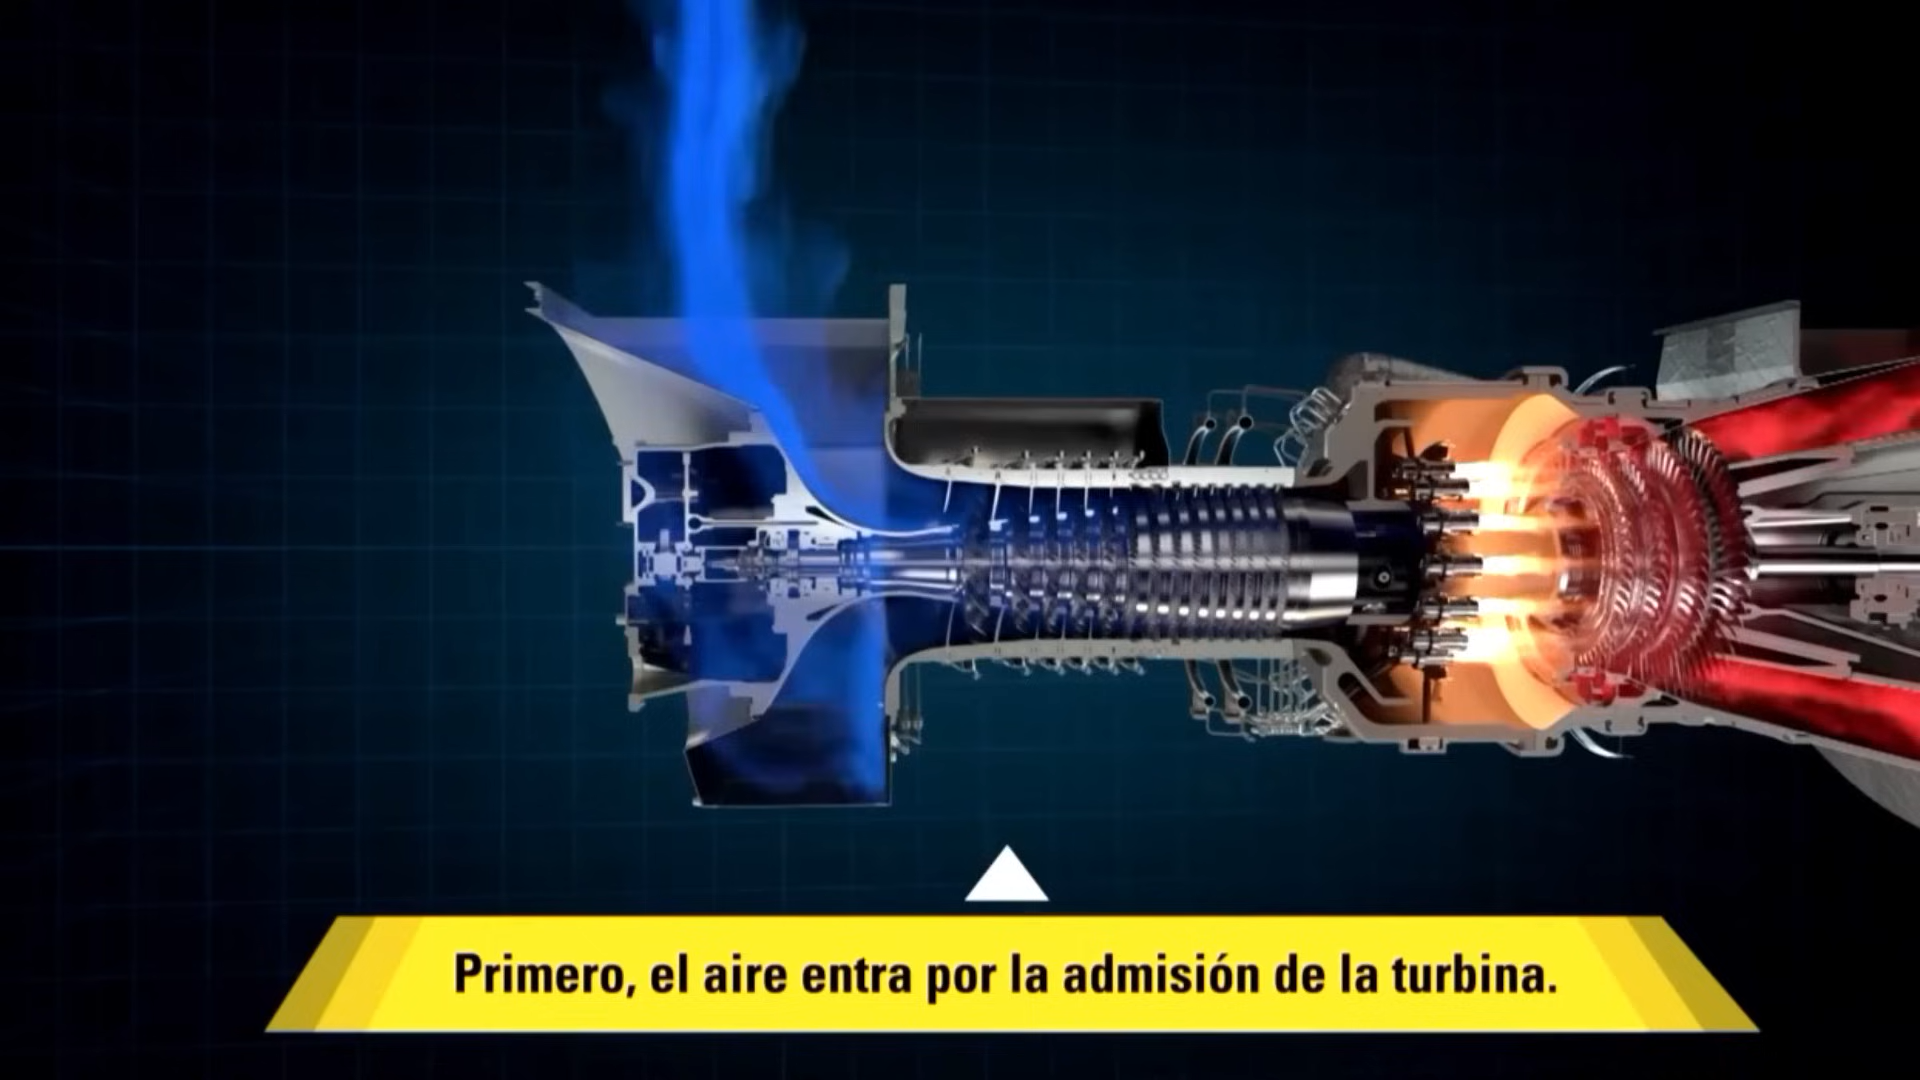 Primero, el aire entra por la admisión de la turbina.